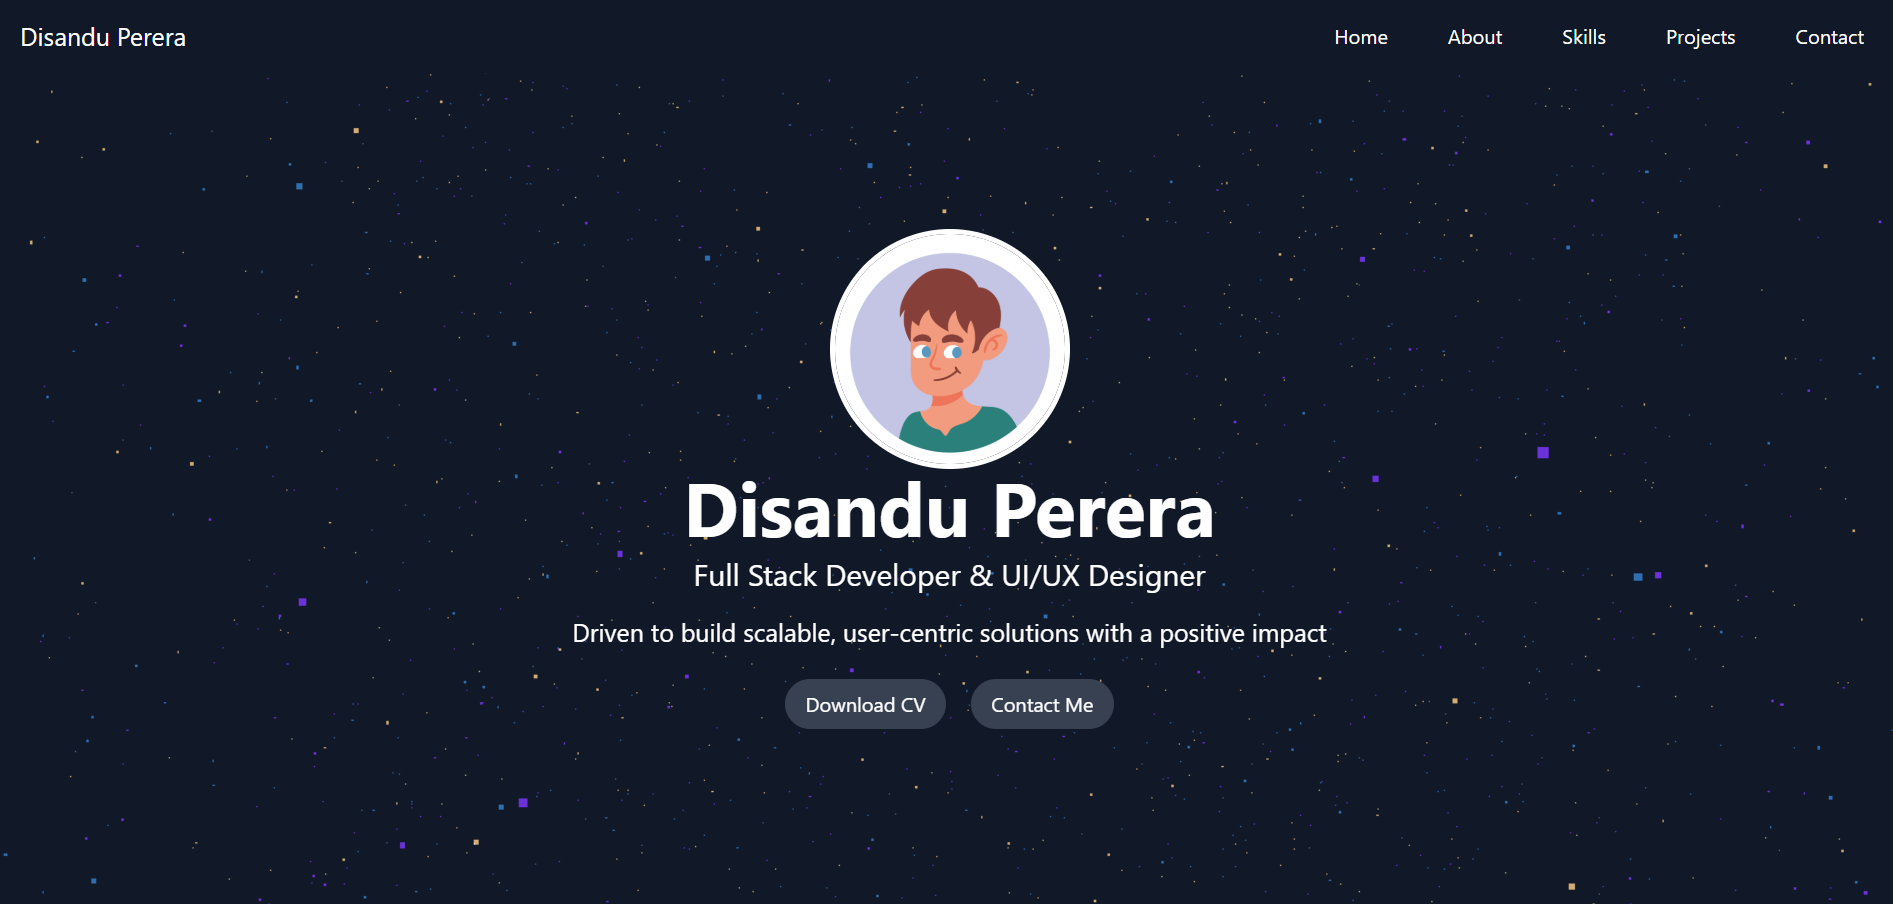 Disandu Perera
Home About Skills Projects Contact
Disandu Perera
Full Stack Developer & UI/UX Designer
Driven to build scalable, user-centric solutions with a positive impact
Download CV Contact Me